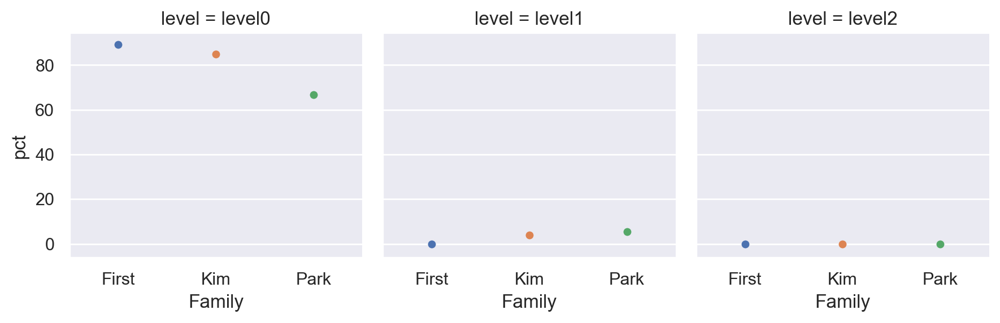 level = level0
level = level1
level = level2
pct
80
60
40
20
0
First Kim Park
First Kim Park
First Kim Park
Family
Family
Family